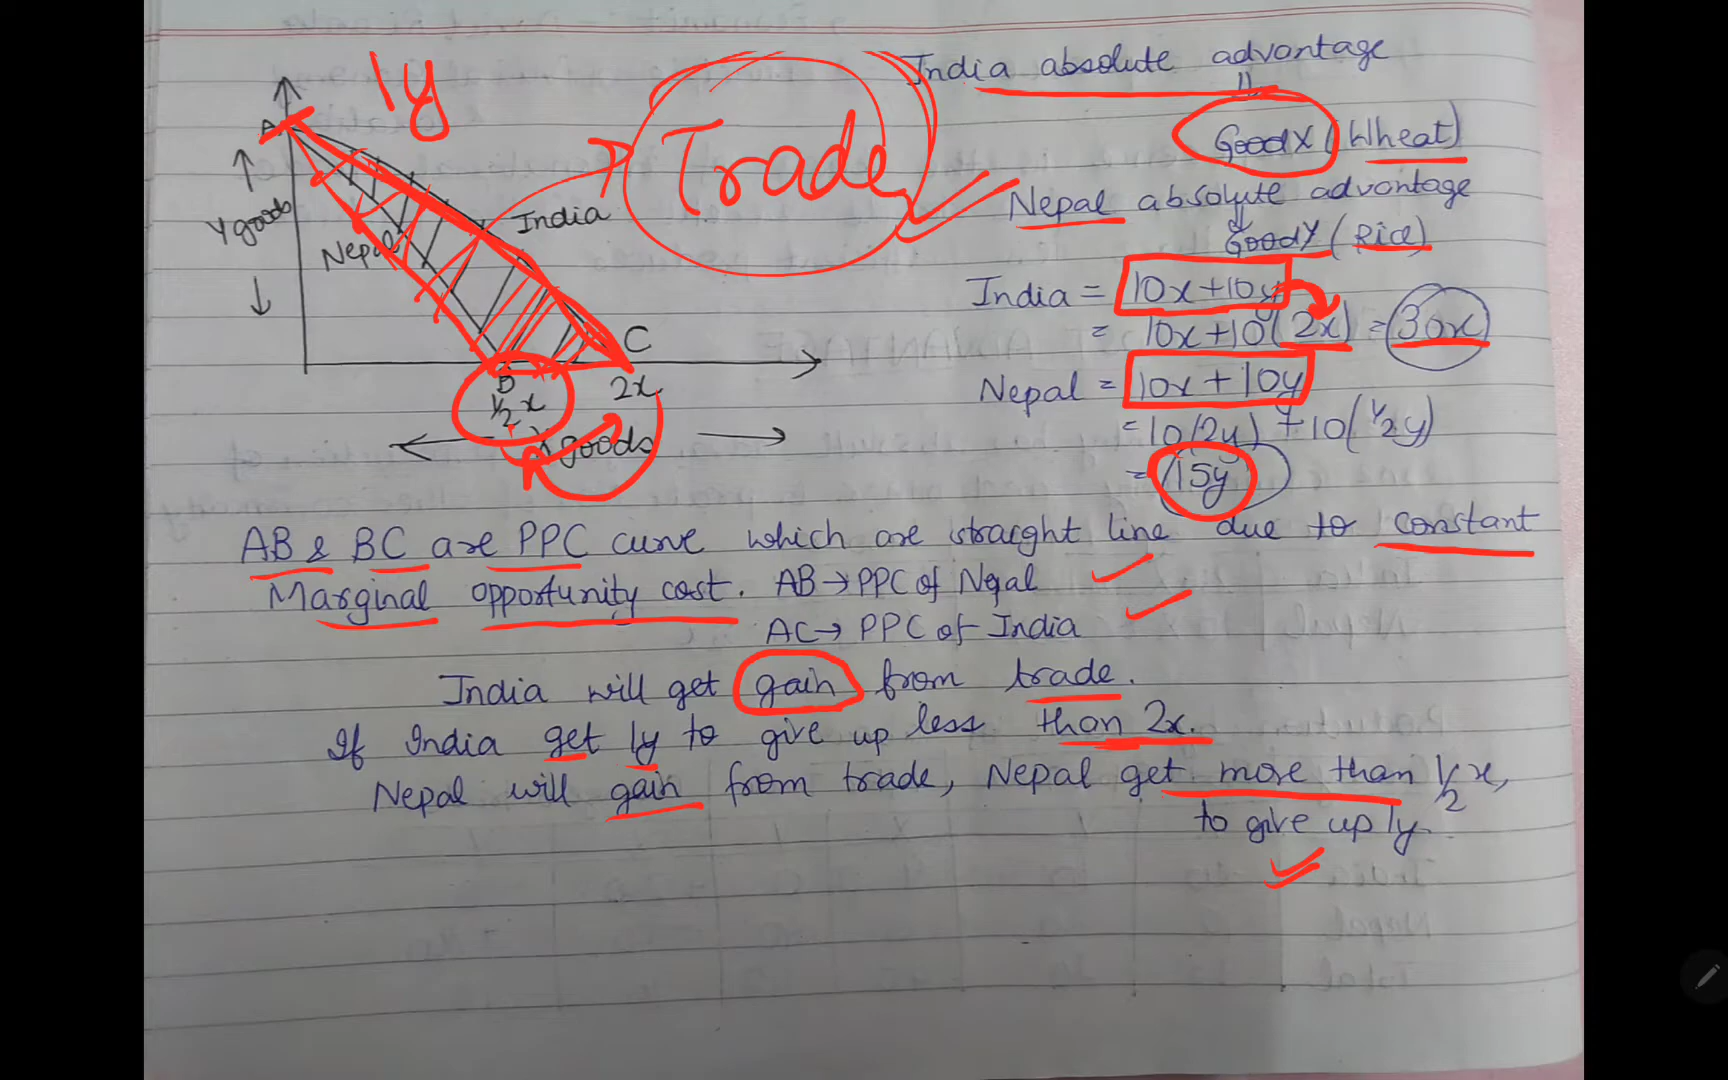 India absolute advantage
Good X (Wheat)
Nepal absolute advantage
Good Y (Rice)
1y
Trade
A
Y goods
Nepal
India
C
B
2x
1/2 x
X goods
India = 10x+10y
= 10x+10(2x) = 30x
Nepal = 10x + 10y
= 10(2y) + 10(1/2y)
= 15y
AB & BC are PPC curve which are straight line due to constant
Marginal opportunity cost. AB → PPC of Nepal
AC → PPC of India
India will get gain from trade.
If India get 1y to give up less than 2x.
Nepal will gain from trade, Nepal get more than 1/2 x,
to give up 1y.